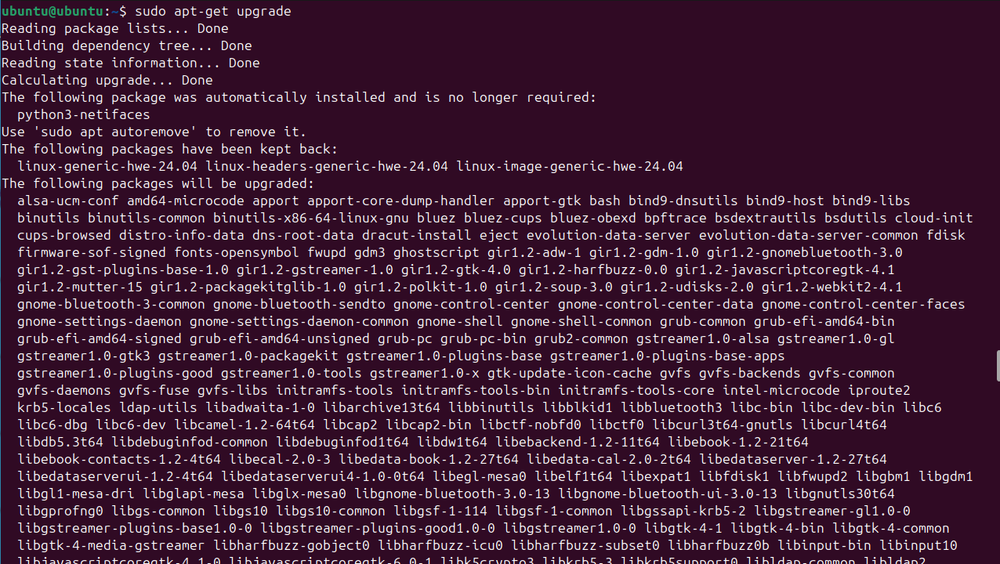 ubuntu@ubuntu:~$ sudo apt-get upgrade
Reading package lists... Done
Building dependency tree... Done
Reading state information... Done
Calculating upgrade... Done
The following package was automatically installed and is no longer required:
  python3-netifaces
Use 'sudo apt autoremove' to remove it.
The following packages have been kept back:
  linux-generic-hwe-24.04 linux-headers-generic-hwe-24.04 linux-image-generic-hwe-24.04
The following packages will be upgraded:
  alsa-ucm-conf amd64-microcode apport apport-core-dump-handler apport-gtk bash bind9-dnsutils bind9-host bind9-libs
  binutils binutils-common binutils-x86-64-linux-gnu bluez bluez-cups bluez-obexd bpftrace bsdextrautils bsdutils cloud-init
  cups-browsed distro-info-data dns-root-data dracut-install eject evolution-data-server evolution-data-server-common fdisk
  firmware-sof-signed fonts-opensymbol fwupd gdm3 ghostscript gir1.2-adw-1 gir1.2-gdm-1.0 gir1.2-gnomebluetooth-3.0
  gir1.2-gst-plugins-base-1.0 gir1.2-gstreamer-1.0 gir1.2-gtk-4.0 gir1.2-harfbuzz-0.0 gir1.2-javascriptcoregtk-4.1
  gir1.2-mutter-15 gir1.2-packagekitglib-1.0 gir1.2-polkit-1.0 gir1.2-soup-3.0 gir1.2-udisks-2.0 gir1.2-webkit2-4.1
  gnome-bluetooth-3-common gnome-bluetooth-sendto gnome-control-center gnome-control-center-data gnome-control-center-faces
  gnome-settings-daemon gnome-settings-daemon-common gnome-shell gnome-shell-common grub-common grub-efi-amd64-bin
  grub-efi-amd64-signed grub-efi-amd64-unsigned grub-pc grub-pc-bin grub2-common gstreamer1.0-alsa gstreamer1.0-gl
  gstreamer1.0-gtk3 gstreamer1.0-packagekit gstreamer1.0-plugins-base gstreamer1.0-plugins-base-apps
  gstreamer1.0-plugins-good gstreamer1.0-tools gstreamer1.0-x gtk-update-icon-cache gvfs gvfs-backends gvfs-common
  gvfs-daemons gvfs-fuse gvfs-libs initramfs-tools initramfs-tools-bin initramfs-tools-core intel-microcode iproute2
  krb5-locales ldap-utils libadwaita-1-0 libarchive13t64 libbinutils libblkid1 libbluetooth3 libc-bin libc-dev-bin libc6
  libc6-dbg libc6-dev libcamel-1.2-64t64 libcap2 libcap2-bin libctf-nobfd0 libctf0 libcurl3t64-gnutls libcurl4t64
  libdb5.3t64 libdebuginfod-common libdebuginfod1t64 libdw1t64 libebackend-1.2-11t64 libebook-1.2-21t64
  libebook-contacts-1.2-4t64 libecal-2.0-3 libedata-book-1.2-27t64 libedata-cal-2.0-2t64 libedataserver-1.2-27t64
  libedataserverui-1.2-4t64 libedataserverui4-1.0-0t64 libegl-mesa0 libelf1t64 libexpat1 libfdisk1 libfwupd2 libgbm1 libgdm1
  libgl1-mesa-dri libglapi-mesa libglx-mesa0 libgnome-bluetooth-3.0-13 libgnome-bluetooth-ui-3.0-13 libgnutls30t64
  libgprofng0 libgs-common libgs10 libgs10-common libgsf-1-114 libgsf-1-common libgssapi-krb5-2 libgstreamer-gl1.0-0
  libgstreamer-plugins-base1.0-0 libgstreamer-plugins-good1.0-0 libgstreamer1.0-0 libgtk-4-1 libgtk-4-bin libgtk-4-common
  libgtk-4-media-gstreamer libharfbuzz-gobject0 libharfbuzz-icu0 libharfbuzz-subset0 libharfbuzz0b libinput-bin libinput10
  libjavascriptcoregtk-4.1-0 libjavascriptcoregtk-6.0-1 libk5crypto3 libkrb5-3 libkrb5support0 libldap-common libldap2